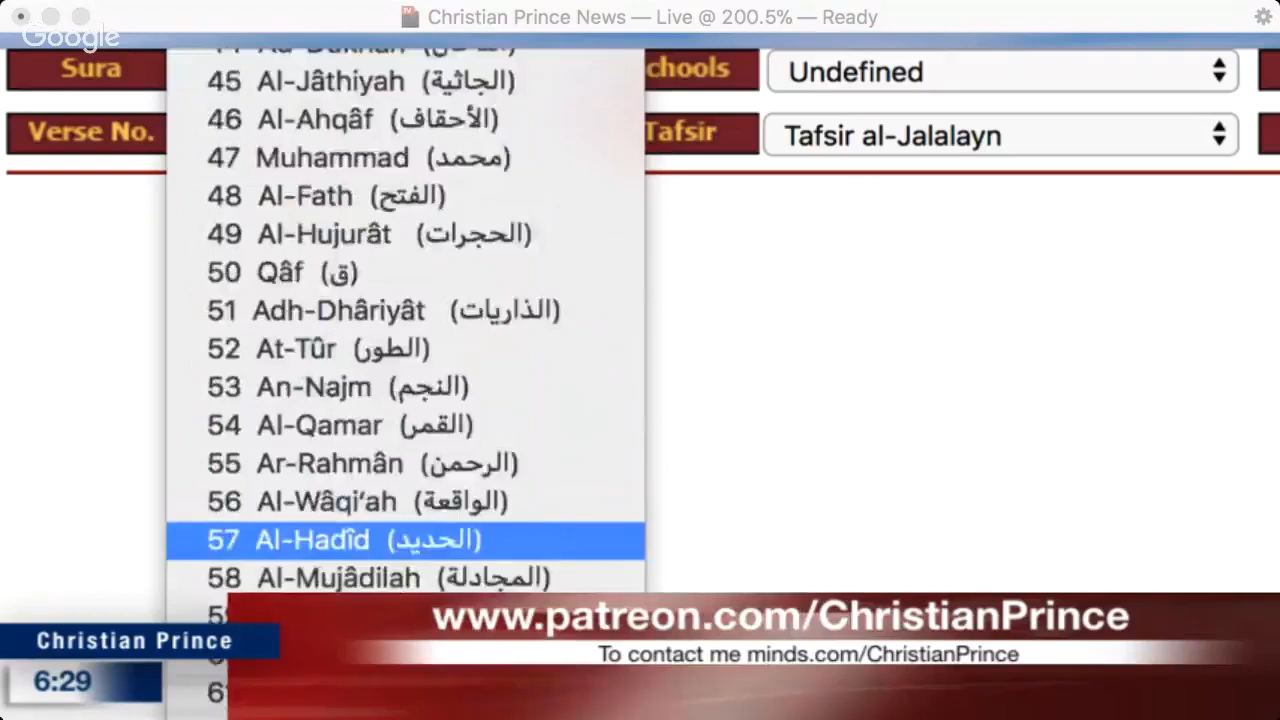 Christian Prince News — Live @ 200.5% — Ready
Google
Sura
chools
Undefined
45 Al-Jâthiyah (الجاثية)
46 Al-Ahqâf (الأحقاف)
Verse No.
Tafsir
Tafsir al-Jalalayn
47 Muhammad (محمد)
48 Al-Fath (الفتح)
49 Al-Hujurât (الحجرات)
50 Qâf (ق)
51 Adh-Dhâriyât (الذاريات)
52 At-Tûr (الطور)
53 An-Najm (النجم)
54 Al-Qamar (القمر)
55 Ar-Rahmân (الرحمن)
56 Al-Wâqi‘ah (الواقعة)
57 Al-Hadîd (الحديد)
58 Al-Mujâdilah (المجادلة)
www.patreon.com/ChristianPrince
Christian Prince
To contact me minds.com/ChristianPrince
6:29